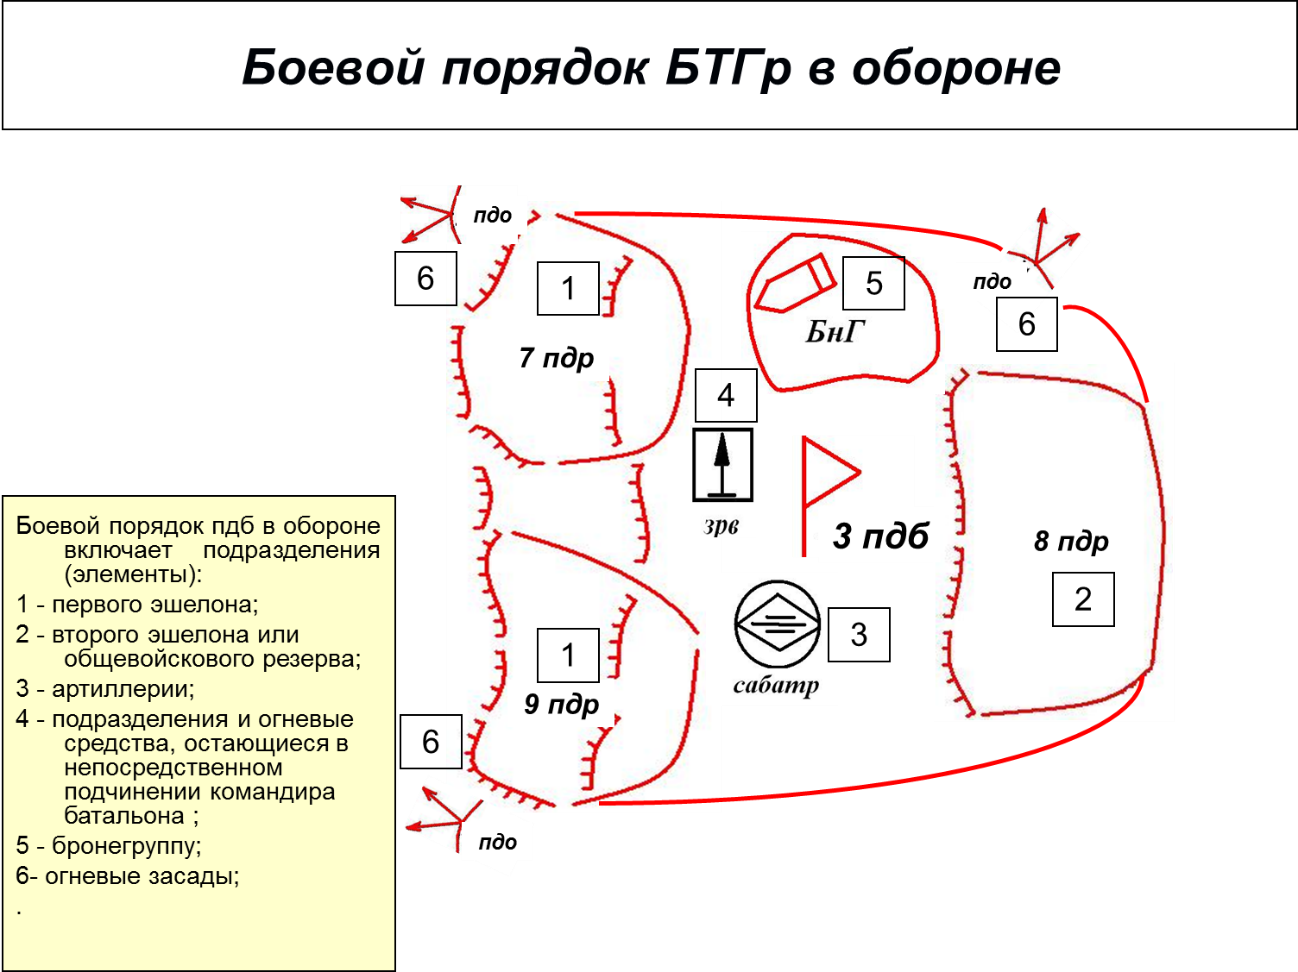 Боевой порядок БТГр в обороне
пдо
6
1
7 пдр
5
БнГ
пдо
6
4
зрв
3 пдб
8 пдр
2
3
сабатр
1
9 пдр
6
пдо
Боевой порядок пдб в обороне
включает подразделения
(элементы):
1 - первого эшелона;
2 - второго эшелона или
общевойскового резерва;
3 - артиллерии;
4 - подразделения и огневые
средства, остающиеся в
непосредственном
подчинении командира
батальона ;
5 - бронегруппу;
6- огневые засады;
.